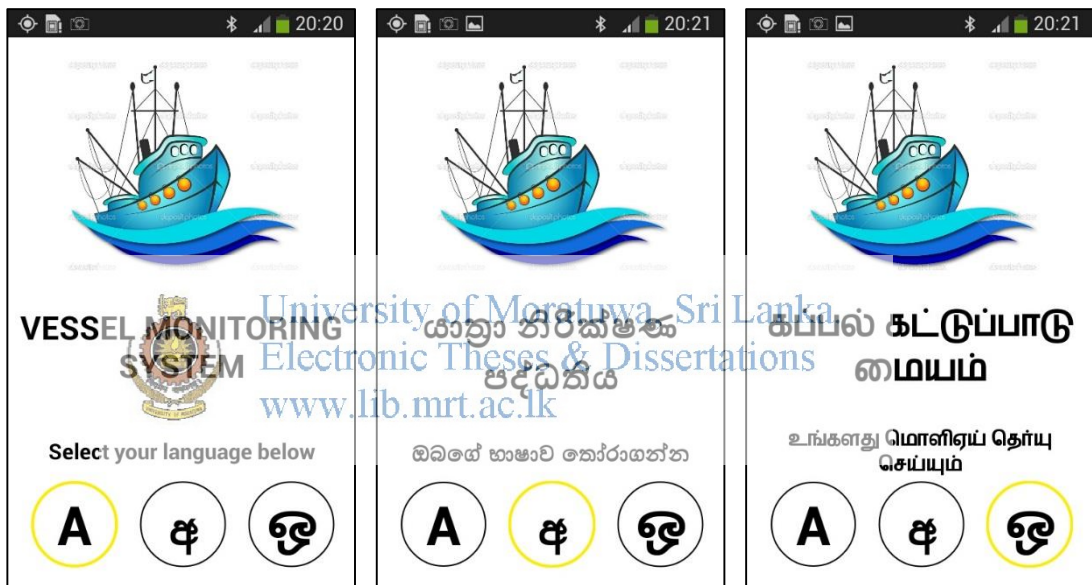 20:20
VESSEL MONITORING
SYSTEM
Select your language below
A අ ஒ
20:21
යාත්‍රා නිරීක්ෂණ
පද්ධතිය
ඔබගේ භාෂාව තෝරාගන්න
A අ ஒ
20:21
கப்பல் கட்டுப்பாடு
மையம்
உங்களது மொளிஏய் தெர்யு
செய்யும்
A අ ஒ
University of Moratuwa, Sri Lanka.
Electronic Theses & Dissertations
www.lib.mrt.ac.lk